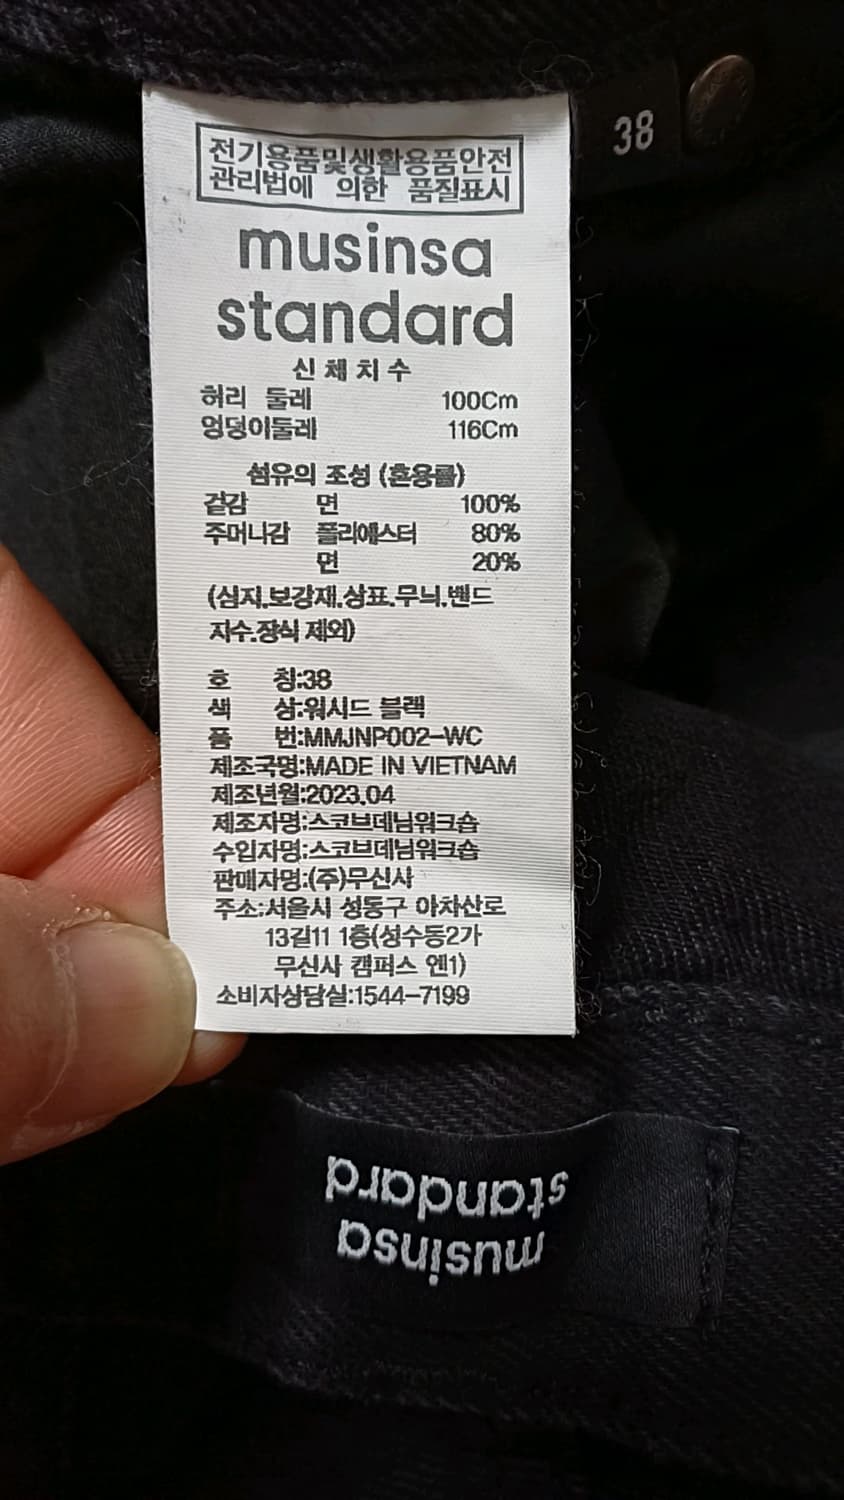 38
전기용품및생활용품안전
관리법에 의한 품질표시
musinsa
standard
신체치수
허리 둘레 100Cm
엉덩이둘레 116Cm
섬유의 조성 (혼용률)
겉감 면 100%
주머니감 폴리에스터 80%
면 20%
(심지.보강재.상표.무늬.밴드
자수.장식 제외)
호 칭:38
색 상:워시드 블랙
품 번:MMJNP002-WC
제조국명:MADE IN VIETNAM
제조년월:2023.04
제조자명:스코브데님워크숍
수입자명:스코브데님워크숍
판매자명:(주)무신사
주소:서울시 성동구 아차산로
13길11 1층(성수동2가
무신사 캠퍼스 엔1)
소비자상담실:1544-7199
musinsa
standard